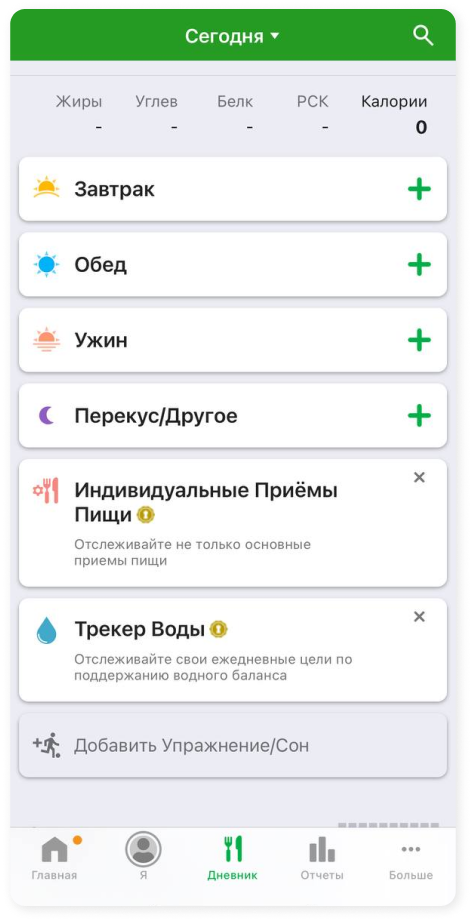 Сегодня
Жиры Углев Белк РСК Калории
- - - - 0
Завтрак
Обед
Ужин
Перекус/Другое
Индивидуальные Приёмы
Пищи
Отслеживайте не только основные
приемы пищи
Трекер Воды
Отслеживайте свои ежедневные цели по
поддержанию водного баланса
Добавить Упражнение/Сон
Главная Я Дневник Отчеты Больше